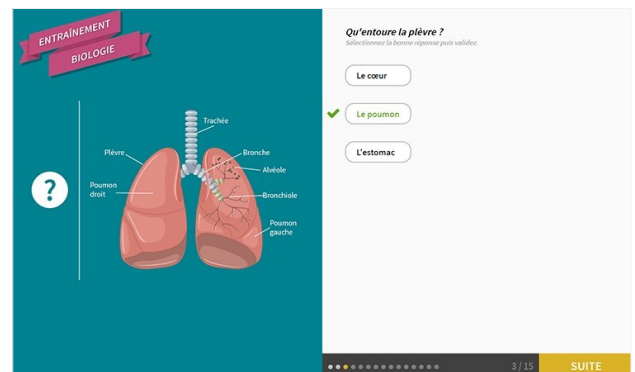 ENTRAÎNEMENT
BIOLOGIE
Trachée
Plèvre
Bronche
Alvéole
Poumon
droit
Bronchiole
Poumon
gauche
?
Qu'entoure la plèvre ?
Sélectionnez la bonne réponse puis validez.
Le cœur
Le poumon
L'estomac
3 / 15
SUITE